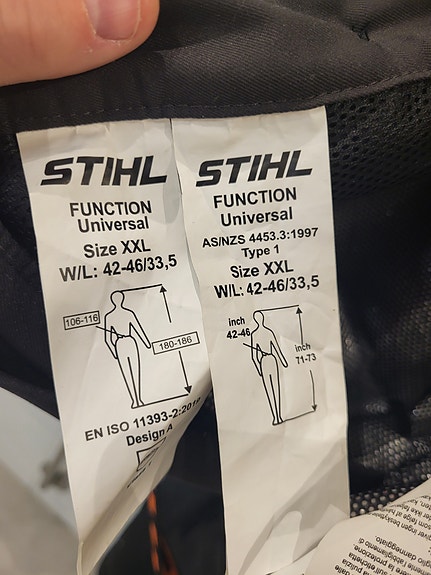 STIHL
FUNCTION
Universal
Size XXL
W/L: 42-46/33,5
106-116
180-186
EN ISO 11393-2:2019
Design A
STIHL
FUNCTION
Universal
AS/NZS 4453.3:1997
Type 1
Size XXL
W/L: 42-46/33,5
inch
42-46
inch
71-73